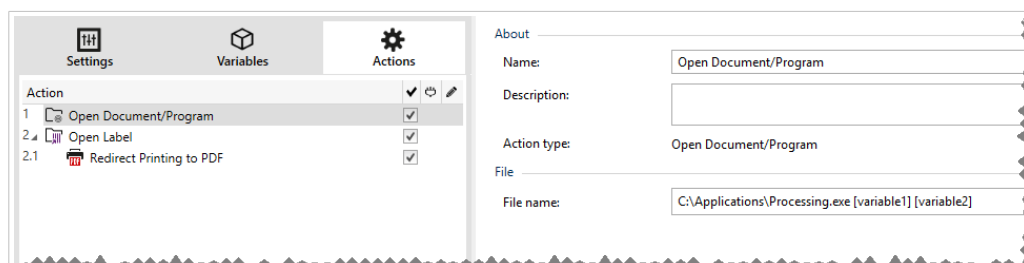 Settings
Variables
Actions
Action
1 Open Document/Program
2 Open Label
2.1 Redirect Printing to PDF
About
Name: Open Document/Program
Description:
Action type: Open Document/Program
File
File name: C:\Applications\Processing.exe [variable1] [variable2]